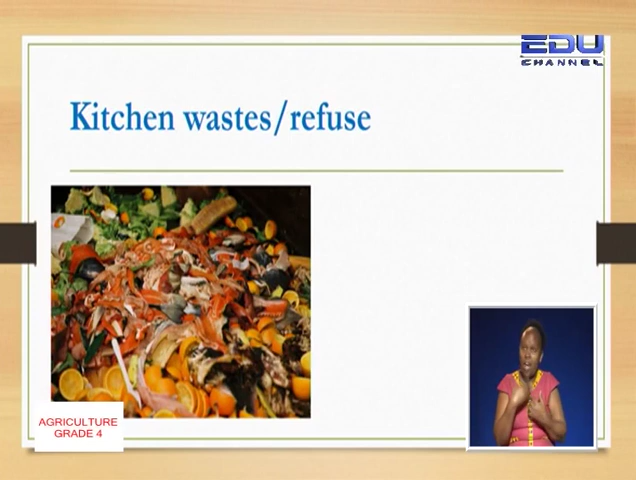 EDU
CHANNEL
Kitchen wastes/refuse
AGRICULTURE
GRADE 4